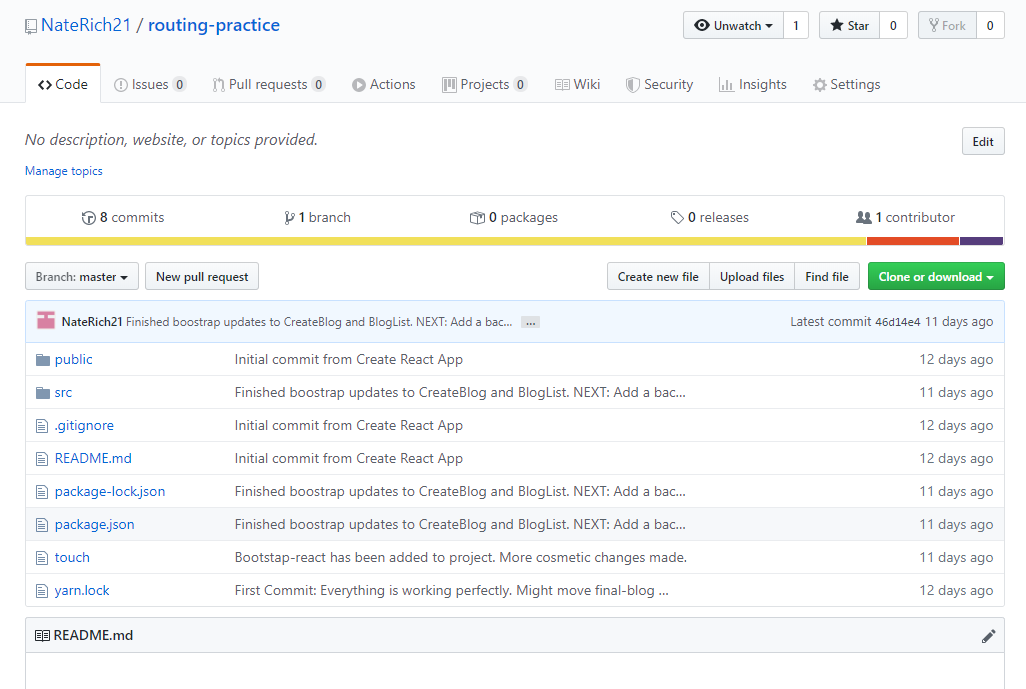 NateRich21 / routing-practice
Unwatch 1 Star 0 Fork 0
Code Issues 0 Pull requests 0 Actions Projects 0 Wiki Security Insights Settings
No description, website, or topics provided.
Edit
Manage topics
8 commits 1 branch 0 packages 0 releases 1 contributor
Branch: master New pull request Create new file Upload files Find file Clone or download
NateRich21 Finished boostrap updates to CreateBlog and BlogList. NEXT: Add a bac... ... Latest commit 46d14e4 11 days ago
public Initial commit from Create React App 12 days ago
src Finished boostrap updates to CreateBlog and BlogList. NEXT: Add a bac... 11 days ago
.gitignore Initial commit from Create React App 12 days ago
README.md Initial commit from Create React App 12 days ago
package-lock.json Finished boostrap updates to CreateBlog and BlogList. NEXT: Add a bac... 11 days ago
package.json Finished boostrap updates to CreateBlog and BlogList. NEXT: Add a bac... 11 days ago
touch Bootstap-react has been added to project. More cosmetic changes made. 11 days ago
yarn.lock First Commit: Everything is working perfectly. Might move final-blog ... 12 days ago
README.md